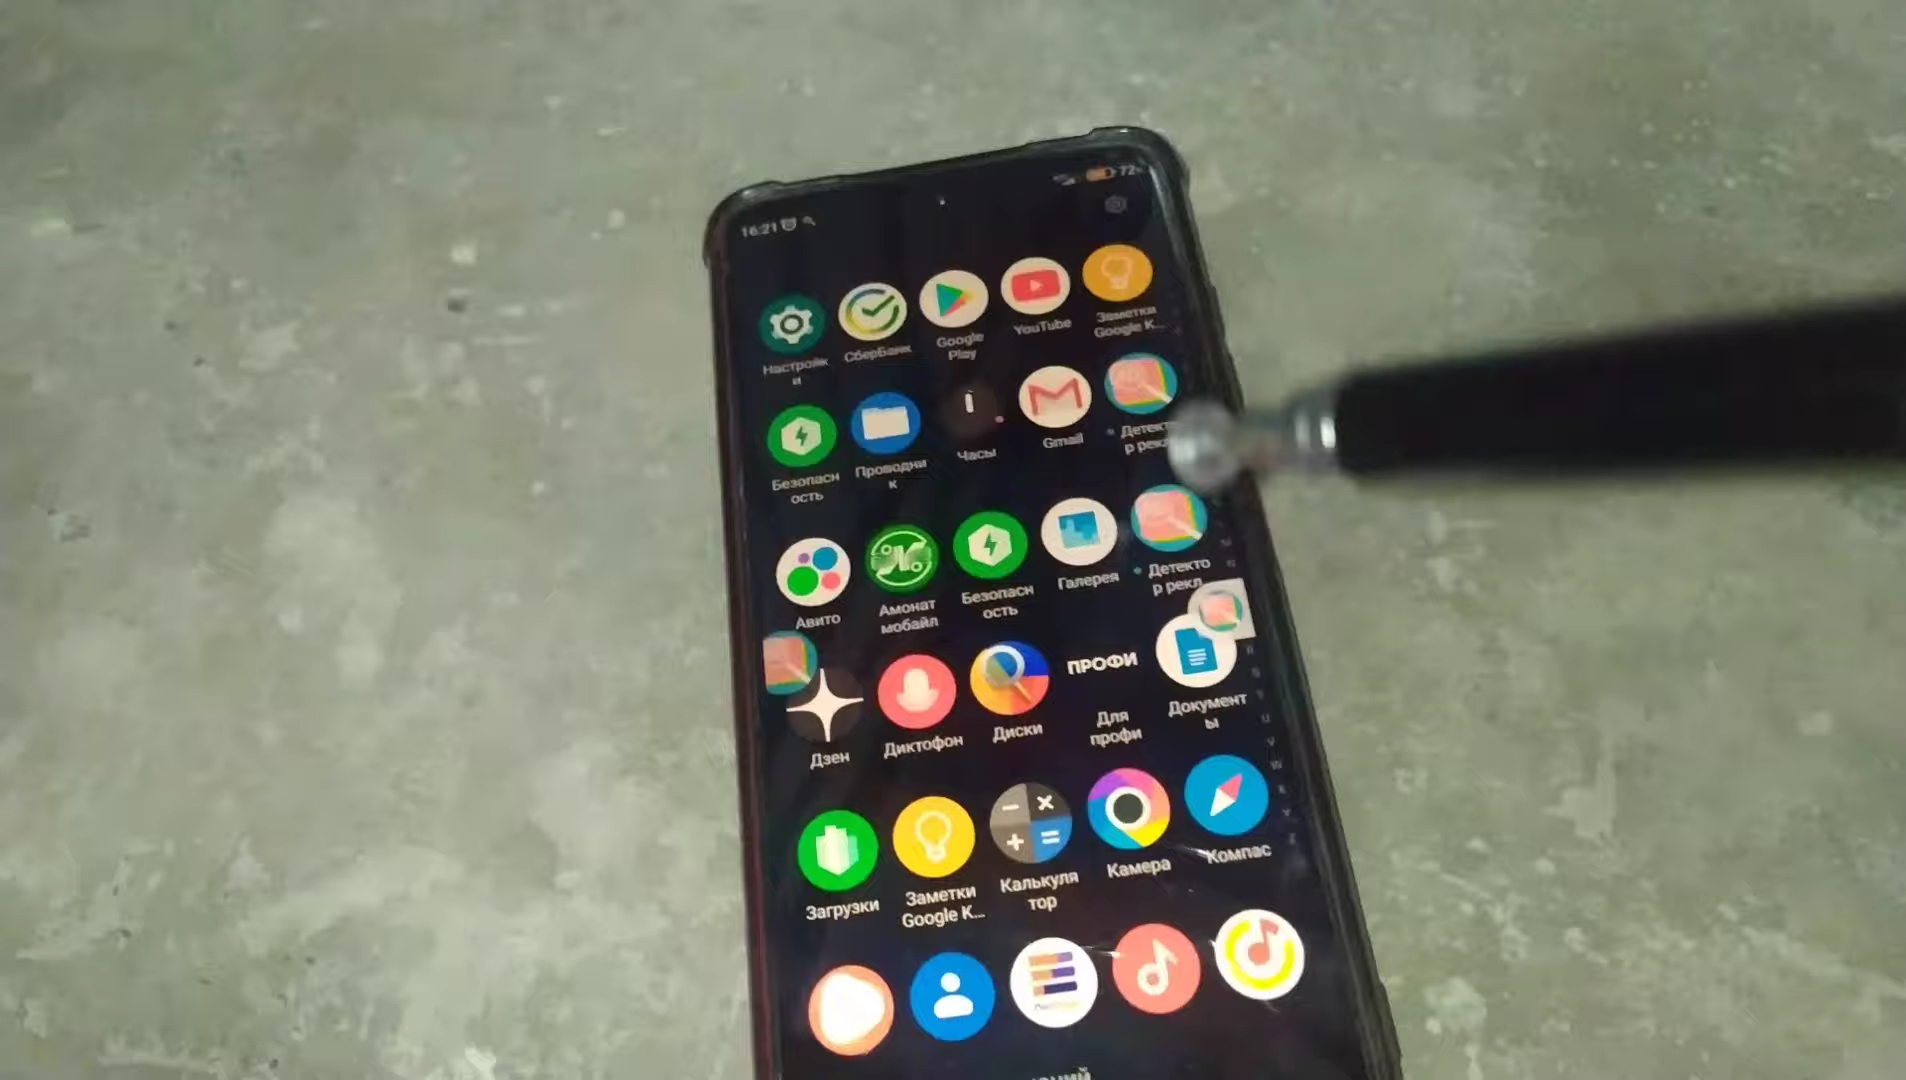 16:21
72
Настройк
и
СберБанк
Google
Play
YouTube
Заметки
Google K...
Безопасн
ость
Проводни
к
Часы
Gmail
Детекто
р рекл
Авито
Амонат
мобайл
Безопасн
ость
Галерея
Детекто
р рекл
Дзен
Диктофон
Диски
ПРОФИ
Для
профи
Документ
ы
Загрузки
Заметки
Google K...
Калькуля
тор
Камера
Компас